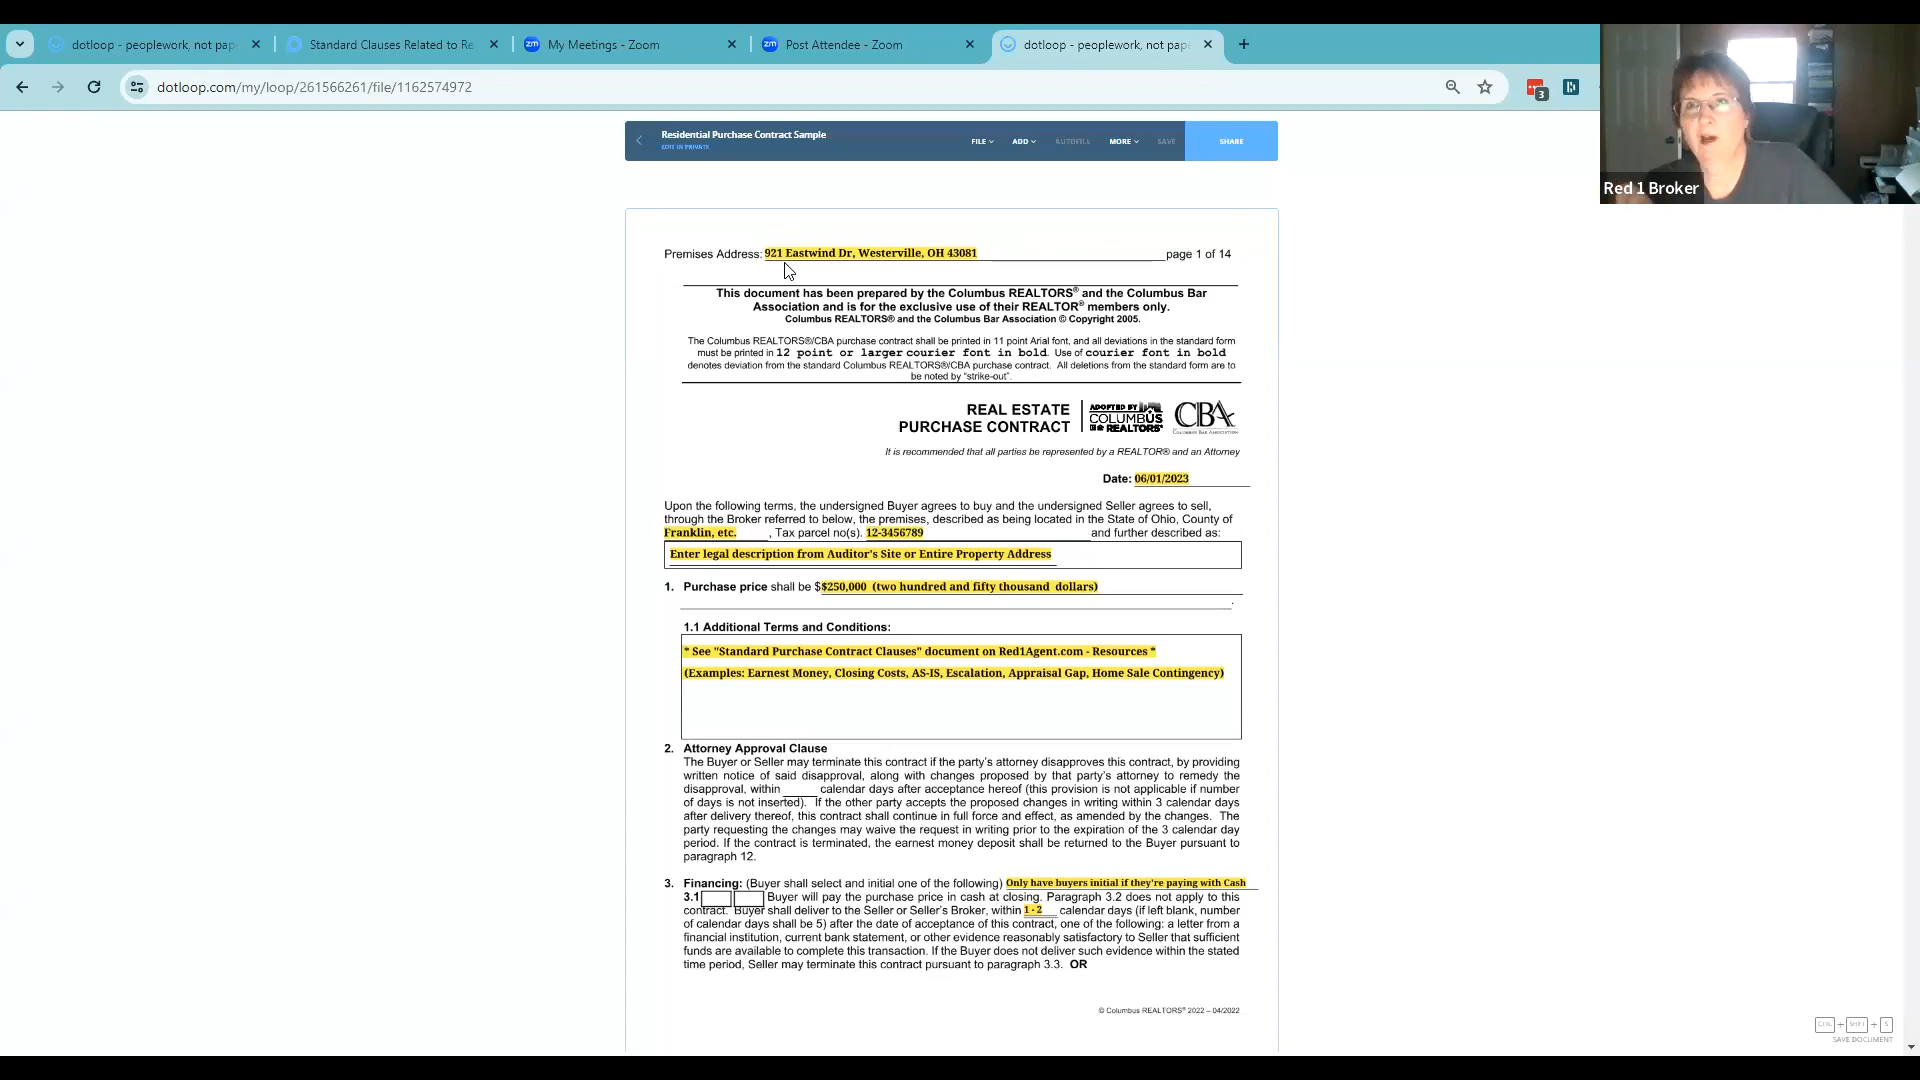 dotloop - peoplework, not pap
Standard Clauses Related to Re
zm My Meetings - Zoom
zm Post Attendee - Zoom
dotloop - peoplework, not pape
dotloop.com/my/loop/261566261/file/1162574972
3
Red 1 Broker
Residential Purchase Contract Sample
EDIT IN PRIVATE
FILE ADD AUTOFILL MORE SAVE SHARE
Premises Address: 921 Eastwind Dr, Westerville, OH 43081 page 1 of 14
This document has been prepared by the Columbus REALTORS® and the Columbus Bar
Association and is for the exclusive use of their REALTOR® members only.
Columbus REALTORS® and the Columbus Bar Association © Copyright 2005.
The Columbus REALTORS®/CBA purchase contract shall be printed in 11 point Arial font, and all deviations in the standard form
must be printed in 12 point or larger courier font in bold. Use of courier font in bold
denotes deviation from the standard Columbus REALTORS®/CBA purchase contract. All deletions from the standard form are to
be noted by “strike-out”.
REAL ESTATE
PURCHASE CONTRACT
ADOPTED BY
COLUMBUS
REALTORS®
CBA
COLUMBUS BAR ASSOCIATION
It is recommended that all parties be represented by a REALTOR® and an Attorney
Date: 06/01/2023
Upon the following terms, the undersigned Buyer agrees to buy and the undersigned Seller agrees to sell,
through the Broker referred to below, the premises, described as being located in the State of Ohio, County of
Franklin, etc. , Tax parcel no(s). 12-3456789 and further described as:
Enter legal description from Auditor's Site or Entire Property Address
1. Purchase price shall be $$250,000 (two hundred and fifty thousand dollars)
.
1.1 Additional Terms and Conditions:
* See "Standard Purchase Contract Clauses" document on Red1Agent.com - Resources *
(Examples: Earnest Money, Closing Costs, AS-IS, Escalation, Appraisal Gap, Home Sale Contingency)
2. Attorney Approval Clause
The Buyer or Seller may terminate this contract if the party’s attorney disapproves this contract, by providing
written notice of said disapproval, along with changes proposed by that party’s attorney to remedy the
disapproval, within _____ calendar days after acceptance hereof (this provision is not applicable if number
of days is not inserted). If the other party accepts the proposed changes in writing within 3 calendar days
after delivery thereof, this contract shall continue in full force and effect, as amended by the changes. The
party requesting the changes may waive the request in writing prior to the expiration of the 3 calendar day
period. If the contract is terminated, the earnest money deposit shall be returned to the Buyer pursuant to
paragraph 12.
3. Financing: (Buyer shall select and initial one of the following) Only have buyers initial if they're paying with Cash
3.1 Buyer will pay the purchase price in cash at closing. Paragraph 3.2 does not apply to this
contract. Buyer shall deliver to the Seller or Seller’s Broker, within 1 - 2 calendar days (if left blank, number
of calendar days shall be 5) after the date of acceptance of this contract, one of the following: a letter from a
financial institution, current bank statement, or other evidence reasonably satisfactory to Seller that sufficient
funds are available to complete this transaction. If the Buyer does not deliver such evidence within the stated
time period, Seller may terminate this contract pursuant to paragraph 3.3. OR
© Columbus REALTORS® 2022 – 04/2022
CTRL + SHIFT + S
SAVE DOCUMENT